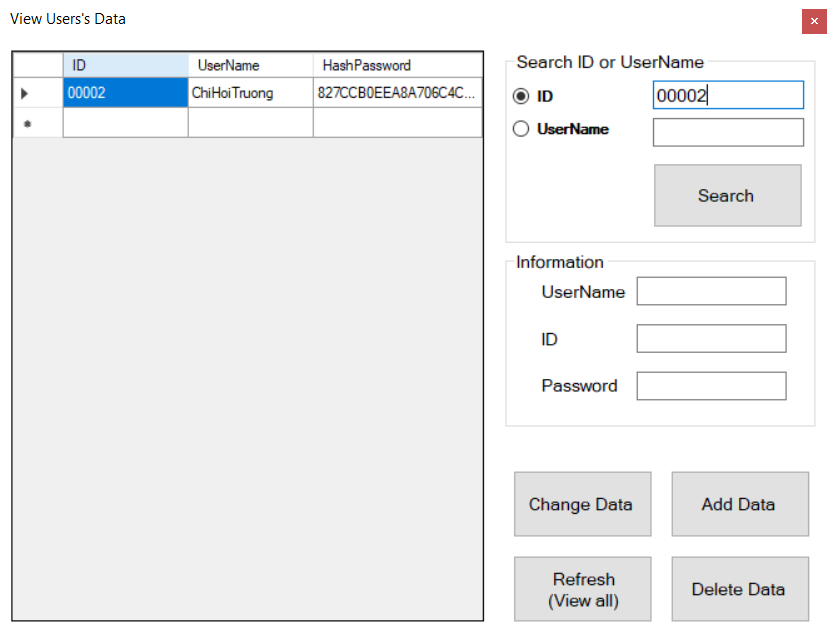 View Users's Data
ID UserName HashPassword
00002 ChiHoiTruong 827CCB0EEA8A706C4C...
Search ID or UserName
ID 00002
UserName
Search
Information
UserName
ID
Password
Change Data Add Data
Refresh
(View all)
Delete Data